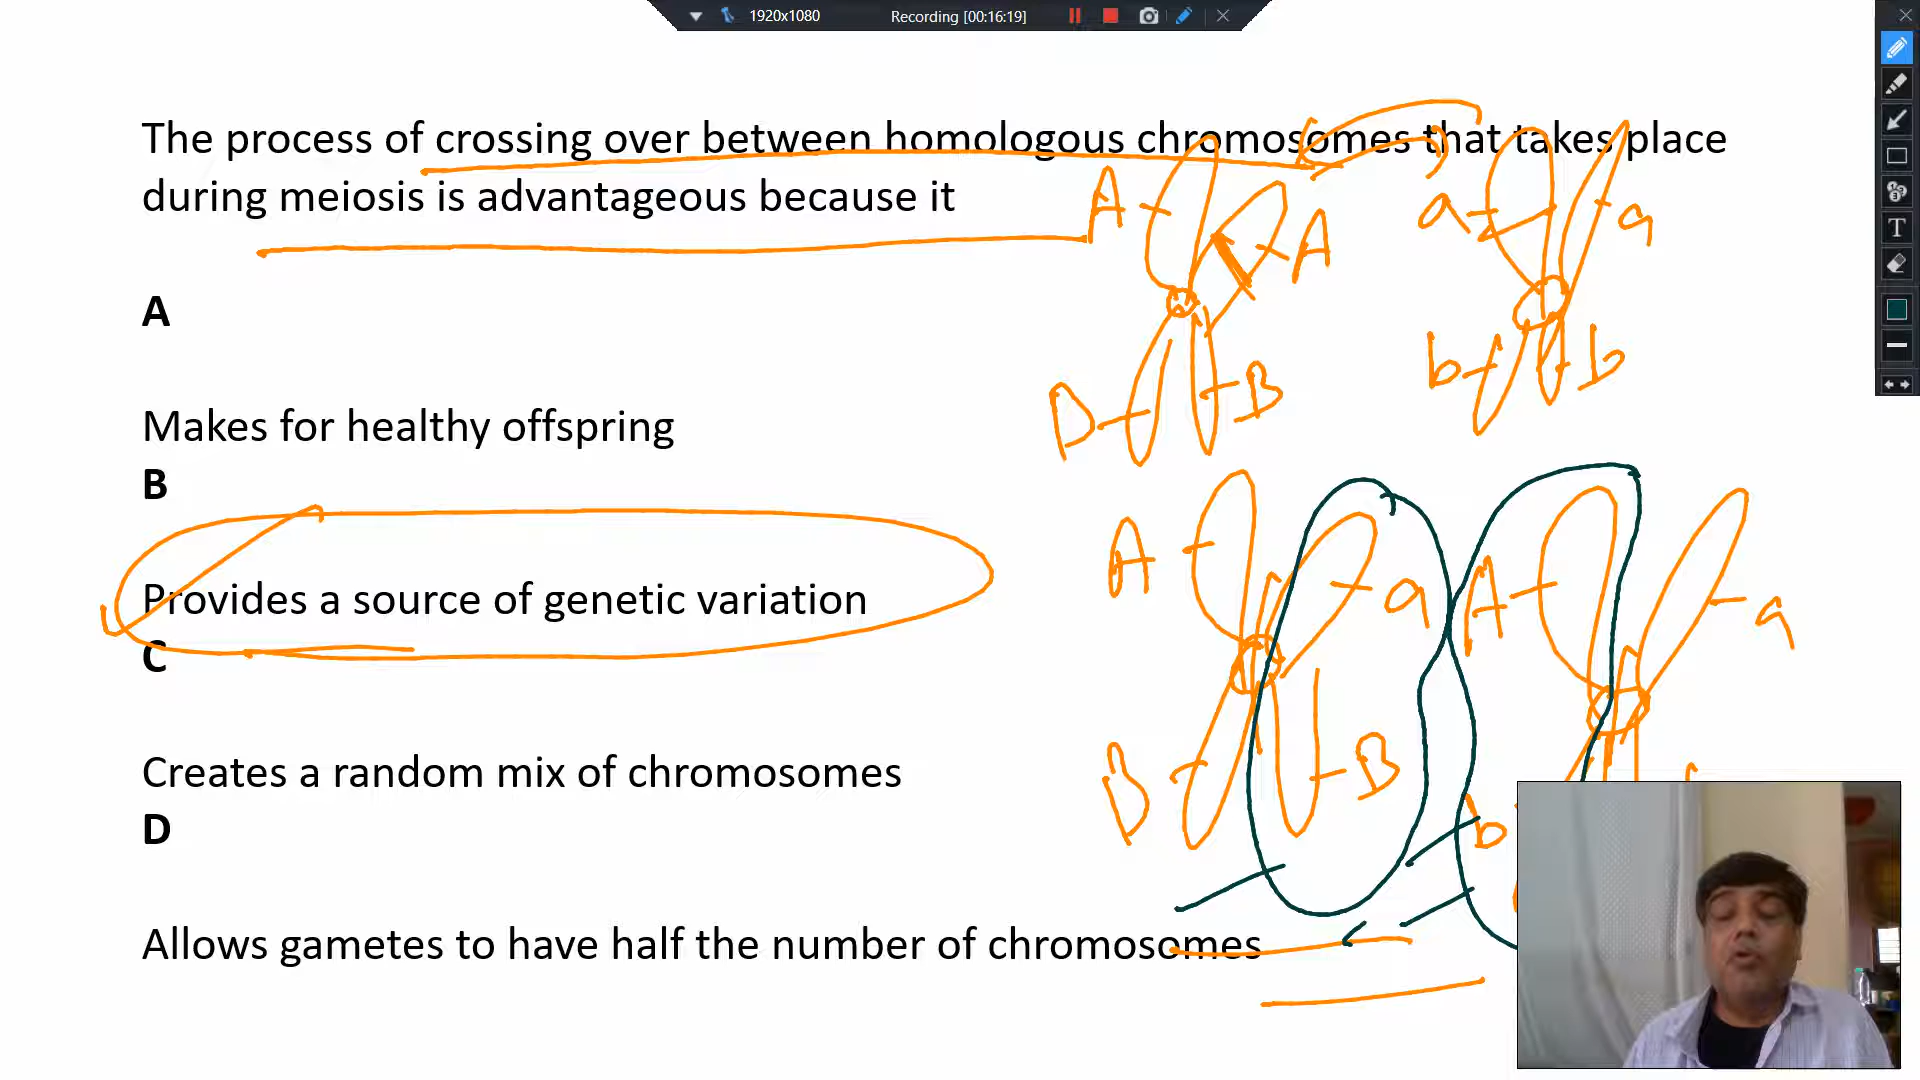 1920x1080
Recording [00:16:19]
The process of crossing over between homologous chromosomes that takes place
during meiosis is advantageous because it
A
Makes for healthy offspring
B
Provides a source of genetic variation
C
Creates a random mix of chromosomes
D
Allows gametes to have half the number of chromosomes
A
A
a
a
B
b
b
A
a
A
a
B
b
T